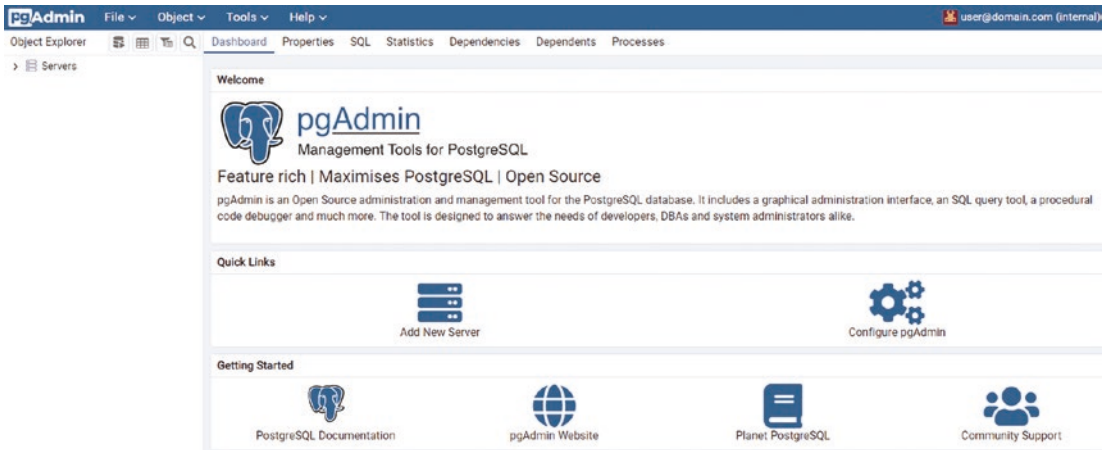 pgAdmin File Object Tools Help user@domain.com (internal)
Object Explorer Dashboard Properties SQL Statistics Dependencies Dependents Processes
Servers
Welcome
pgAdmin
Management Tools for PostgreSQL
Feature rich | Maximises PostgreSQL | Open Source
pgAdmin is an Open Source administration and management tool for the PostgreSQL database. It includes a graphical administration interface, an SQL query tool, a procedural
code debugger and much more. The tool is designed to answer the needs of developers, DBAs and system administrators alike.
Quick Links
Add New Server Configure pgAdmin
Getting Started
PostgreSQL Documentation pgAdmin Website Planet PostgreSQL Community Support